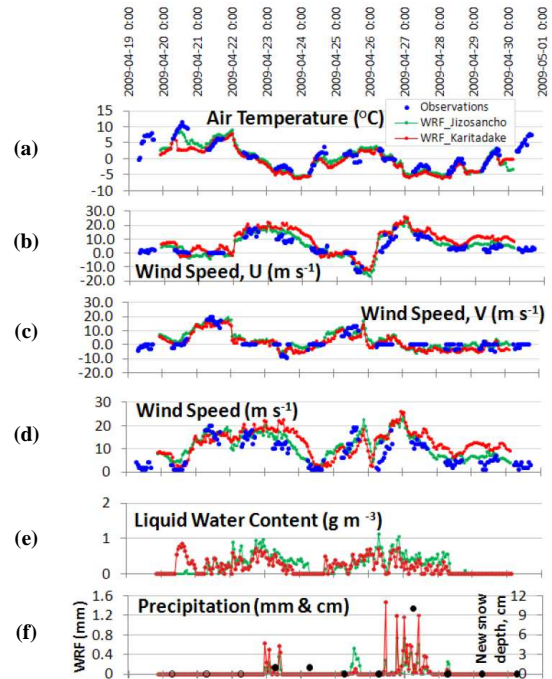 2009-04-19 0:00
2009-04-20 0:00
2009-04-21 0:00
2009-04-22 0:00
2009-04-23 0:00
2009-04-24 0:00
2009-04-25 0:00
2009-04-26 0:00
2009-04-27 0:00
2009-04-28 0:00
2009-04-29 0:00
2009-04-30 0:00
2009-05-01 0:00
(a)
15
10
5
0
-5
-10
Air Temperature (°C)
Observations
WRF_Jizosancho
WRF_Karitadake
(b)
30.0
20.0
10.0
0.0
-10.0
-20.0
Wind Speed, U (m s-1)
(c)
30.0
20.0
10.0
0.0
-10.0
-20.0
Wind Speed, V (m s-1)
(d)
30
20
10
0
Wind Speed (m s-1)
(e)
2
1
0
Liquid Water Content (g m -3)
(f)
WRF (mm)
1.6
1.2
0.8
0.4
0
Precipitation (mm & cm)
12
9
6
3
0
New snow
depth, cm